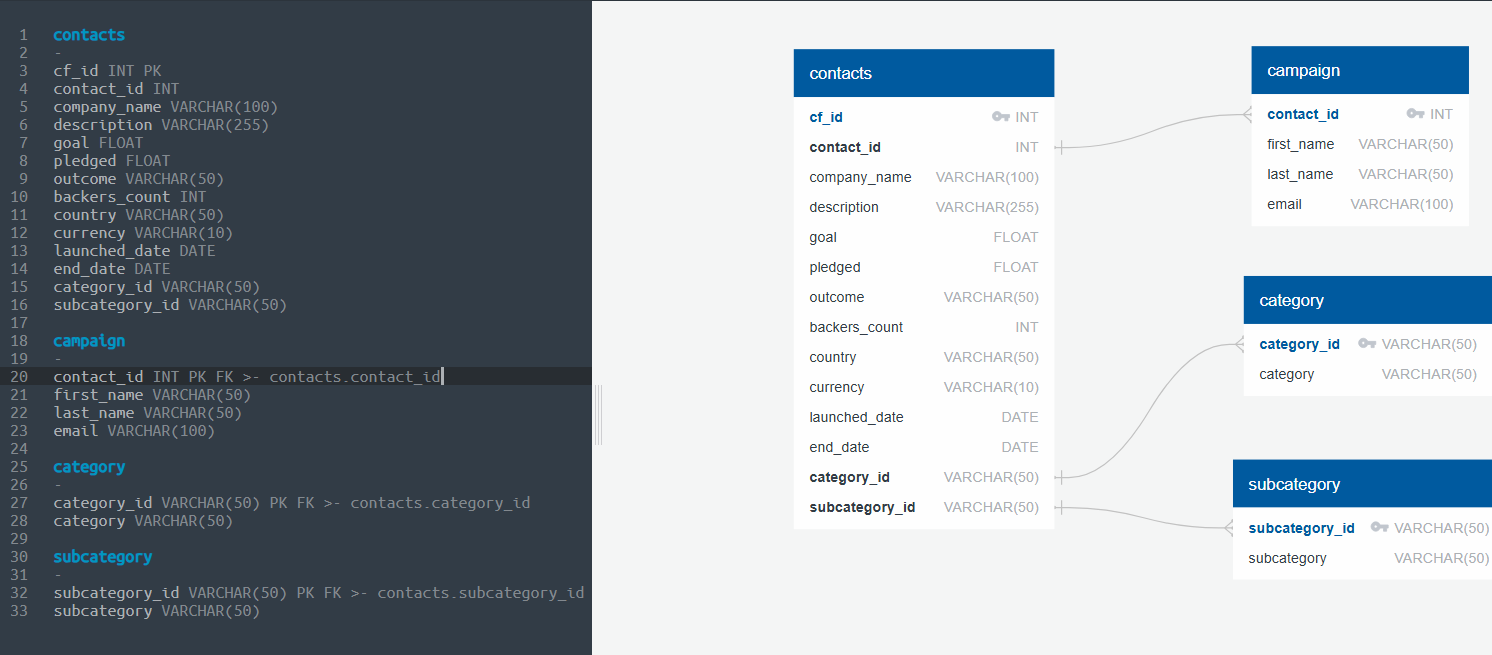 1 contacts
2 -
3 cf_id INT PK
4 contact_id INT
5 company_name VARCHAR(100)
6 description VARCHAR(255)
7 goal FLOAT
8 pledged FLOAT
9 outcome VARCHAR(50)
10 backers_count INT
11 country VARCHAR(50)
12 currency VARCHAR(10)
13 launched_date DATE
14 end_date DATE
15 category_id VARCHAR(50)
16 subcategory_id VARCHAR(50)
17
18 campaign
19 -
20 contact_id INT PK FK >- contacts.contact_id
21 first_name VARCHAR(50)
22 last_name VARCHAR(50)
23 email VARCHAR(100)
24
25 category
26 -
27 category_id VARCHAR(50) PK FK >- contacts.category_id
28 category VARCHAR(50)
29
30 subcategory
31 -
32 subcategory_id VARCHAR(50) PK FK >- contacts.subcategory_id
33 subcategory VARCHAR(50)
contacts
cf_id INT
contact_id INT
company_name VARCHAR(100)
description VARCHAR(255)
goal FLOAT
pledged FLOAT
outcome VARCHAR(50)
backers_count INT
country VARCHAR(50)
currency VARCHAR(10)
launched_date DATE
end_date DATE
category_id VARCHAR(50)
subcategory_id VARCHAR(50)
campaign
contact_id INT
first_name VARCHAR(50)
last_name VARCHAR(50)
email VARCHAR(100)
category
category_id VARCHAR(50)
category VARCHAR(50)
subcategory
subcategory_id VARCHAR(50)
subcategory VARCHAR(50)